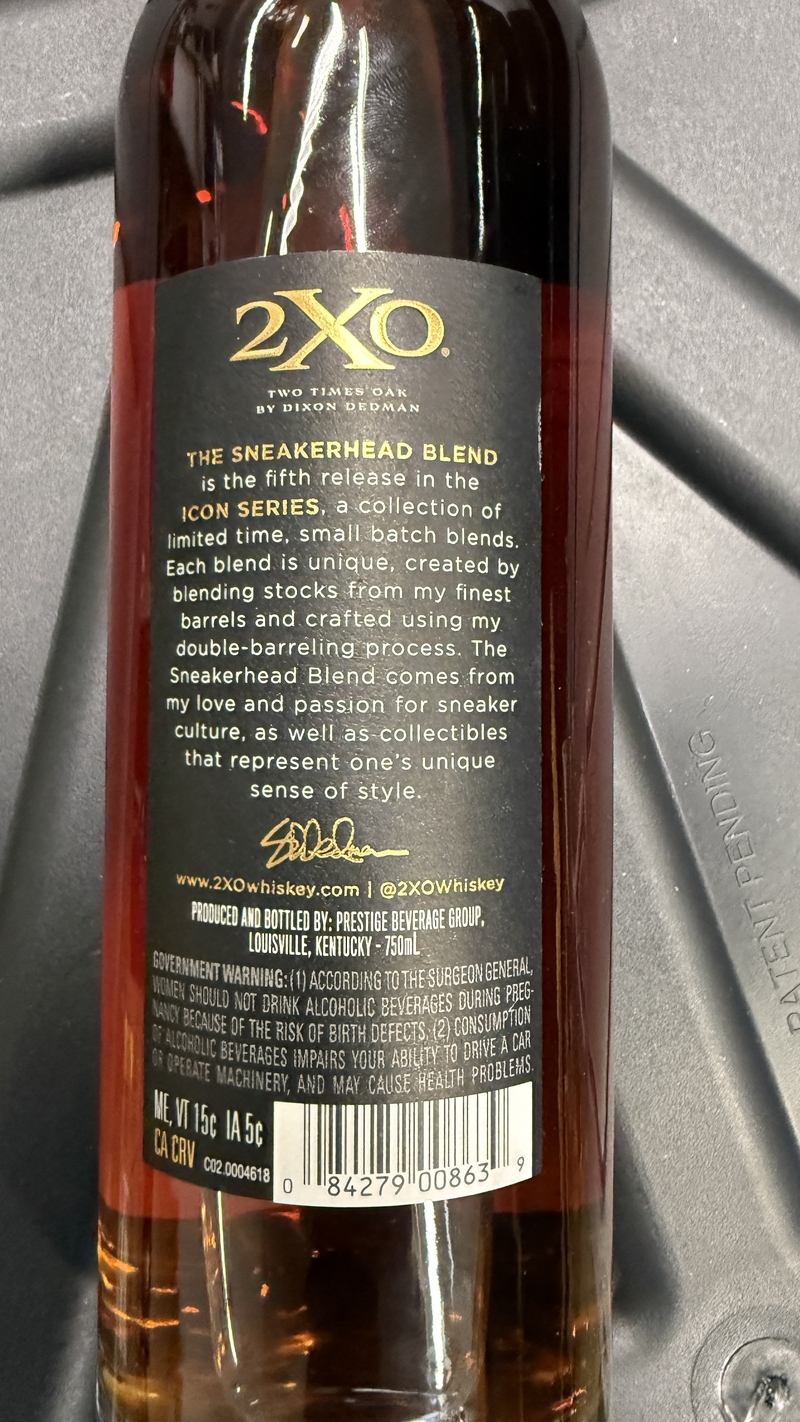 2XO®
TWO TIMES OAK
BY DIXON DEDMAN
THE SNEAKERHEAD BLEND
is the fifth release in the
ICON SERIES, a collection of
limited time, small batch blends.
Each blend is unique, created by
blending stocks from my finest
barrels and crafted using my
double-barreling process. The
Sneakerhead Blend comes from
my love and passion for sneaker
culture, as well as collectibles
that represent one's unique
sense of style.
www.2XOwhiskey.com | @2XOWhiskey
PRODUCED AND BOTTLED BY: PRESTIGE BEVERAGE GROUP,
LOUISVILLE, KENTUCKY - 750mL
GOVERNMENT WARNING: (1) ACCORDING TO THE SURGEON GENERAL,
WOMEN SHOULD NOT DRINK ALCOHOLIC BEVERAGES DURING PREG-
NANCY BECAUSE OF THE RISK OF BIRTH DEFECTS. (2) CONSUMPTION
OF ALCOHOLIC BEVERAGES IMPAIRS YOUR ABILITY TO DRIVE A CAR
OR OPERATE MACHINERY, AND MAY CAUSE HEALTH PROBLEMS.
ME, VT 15¢ IA 5¢
CA CRV C02.0004618
0 84279 00863 9
PATENT PENDING